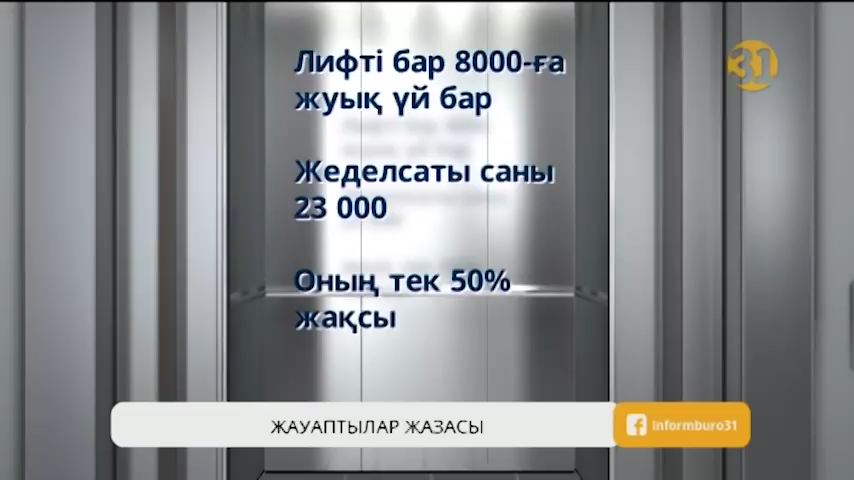 Лифті бар 8000-ға
жуық үй бар
31
Жеделсаты саны
23 000
Оның тек 50%
жақсы
ЖАУАПТЫЛАР ЖАЗАСЫ
informburo31